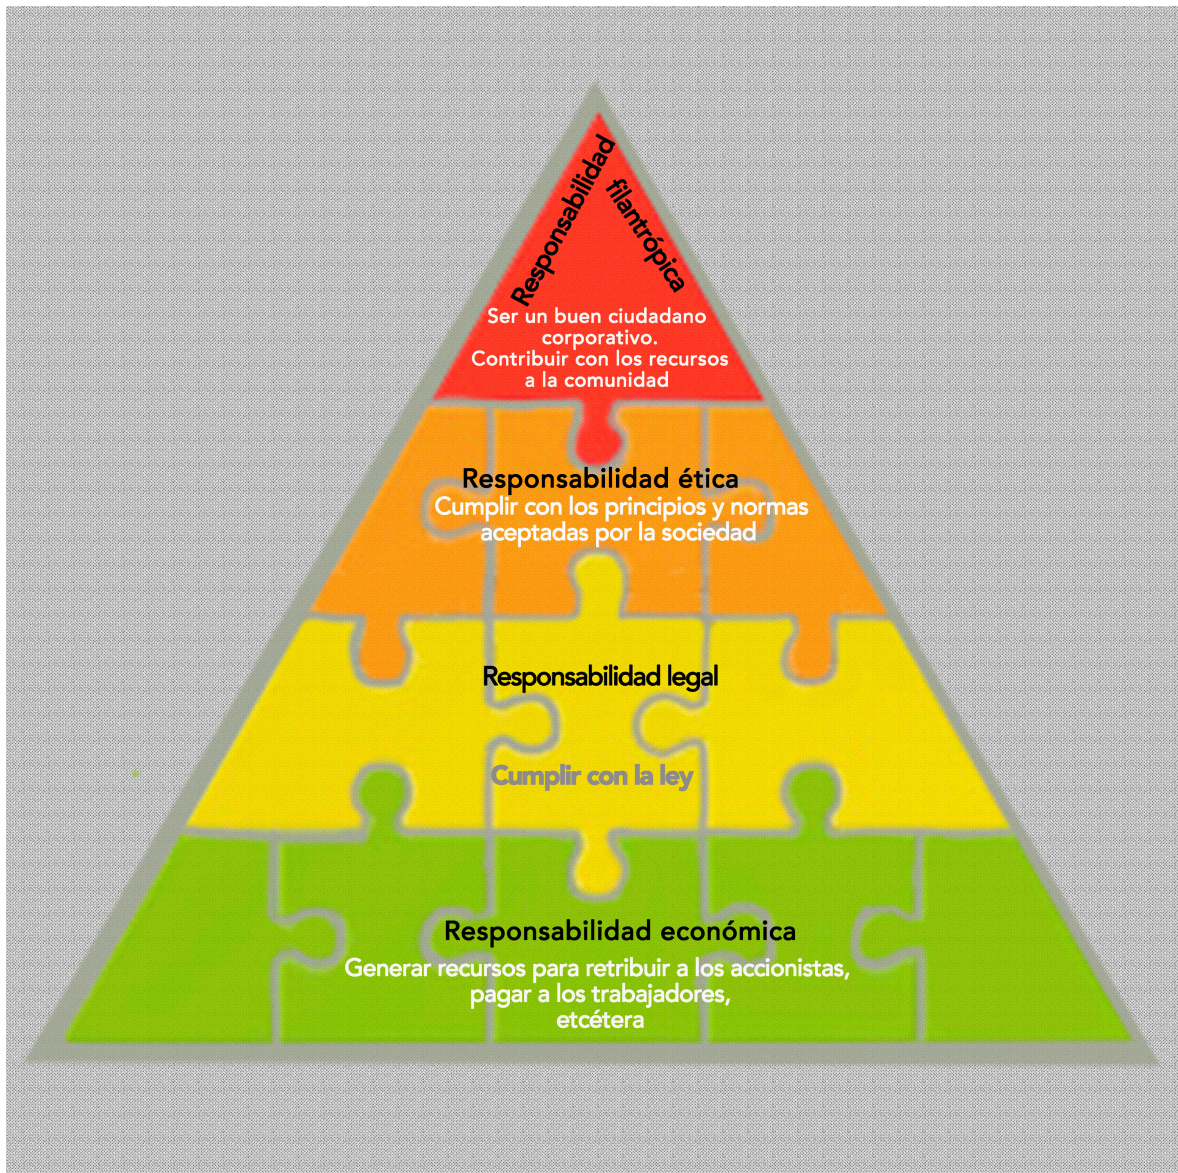 Responsabilidad
filantrópica
Ser un buen ciudadano
corporativo.
Contribuir con los recursos
a la comunidad
Responsabilidad ética
Cumplir con los principios y normas
aceptadas por la sociedad
Responsabilidad legal
Cumplir con la ley
Responsabilidad económica
Generar recursos para retribuir a los accionistas,
pagar a los trabajadores,
etcétera